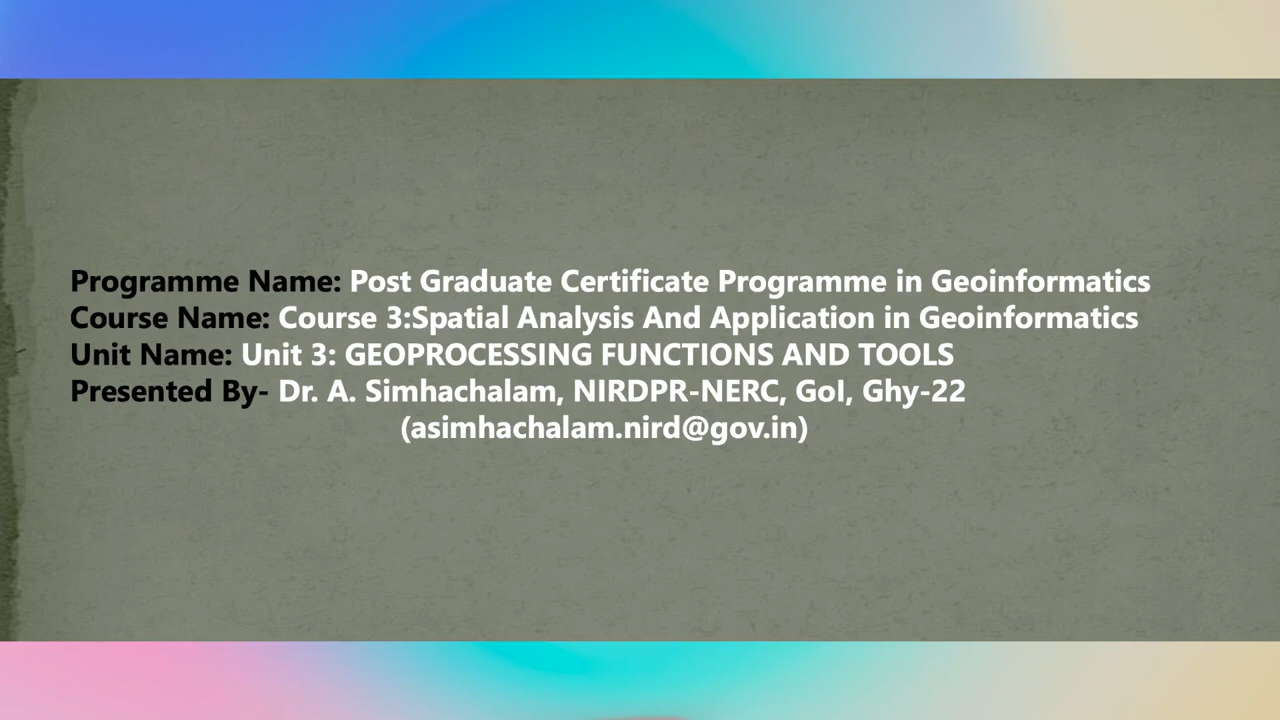 Programme Name: Post Graduate Certificate Programme in Geoinformatics
Course Name: Course 3:Spatial Analysis And Application in Geoinformatics
Unit Name: Unit 3: GEOPROCESSING FUNCTIONS AND TOOLS
Presented By- Dr. A. Simhachalam, NIRDPR-NERC, GoI, Ghy-22
(asimhachalam.nird@gov.in)